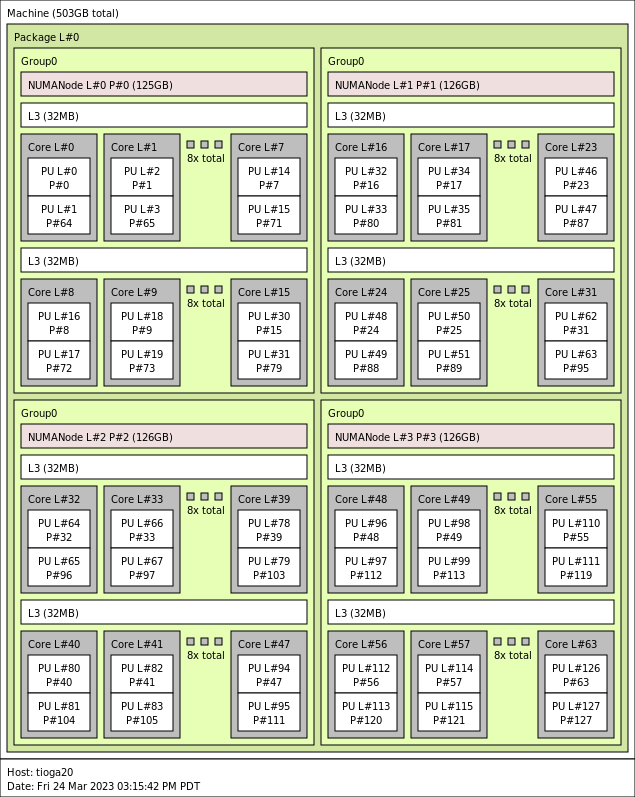 Machine (503GB total)
Package L#0
Group0
NUMANode L#0 P#0 (125GB)
L3 (32MB)
Core L#0
PU L#0
P#0
PU L#1
P#64
Core L#1
PU L#2
P#1
PU L#3
P#65
8x total
Core L#7
PU L#14
P#7
PU L#15
P#71
L3 (32MB)
Core L#8
PU L#16
P#8
PU L#17
P#72
Core L#9
PU L#18
P#9
PU L#19
P#73
8x total
Core L#15
PU L#30
P#15
PU L#31
P#79
Group0
NUMANode L#1 P#1 (126GB)
L3 (32MB)
Core L#16
PU L#32
P#16
PU L#33
P#80
Core L#17
PU L#34
P#17
PU L#35
P#81
8x total
Core L#23
PU L#46
P#23
PU L#47
P#87
L3 (32MB)
Core L#24
PU L#48
P#24
PU L#49
P#88
Core L#25
PU L#50
P#25
PU L#51
P#89
8x total
Core L#31
PU L#62
P#31
PU L#63
P#95
Group0
NUMANode L#2 P#2 (126GB)
L3 (32MB)
Core L#32
PU L#64
P#32
PU L#65
P#96
Core L#33
PU L#66
P#33
PU L#67
P#97
8x total
Core L#39
PU L#78
P#39
PU L#79
P#103
L3 (32MB)
Core L#40
PU L#80
P#40
PU L#81
P#104
Core L#41
PU L#82
P#41
PU L#83
P#105
8x total
Core L#47
PU L#94
P#47
PU L#95
P#111
Group0
NUMANode L#3 P#3 (126GB)
L3 (32MB)
Core L#48
PU L#96
P#48
PU L#97
P#112
Core L#49
PU L#98
P#49
PU L#99
P#113
8x total
Core L#55
PU L#110
P#55
PU L#111
P#119
L3 (32MB)
Core L#56
PU L#112
P#56
PU L#113
P#120
Core L#57
PU L#114
P#57
PU L#115
P#121
8x total
Core L#63
PU L#126
P#63
PU L#127
P#127
Host: tioga20
Date: Fri 24 Mar 2023 03:15:42 PM PDT